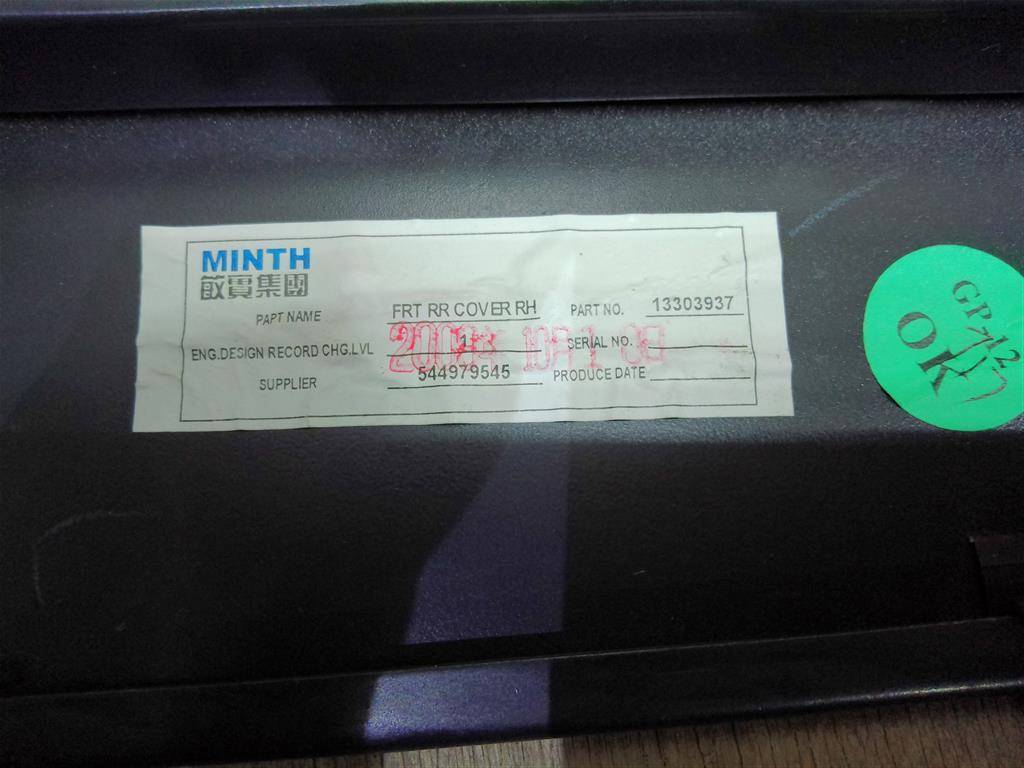 MINTH
敏實集團
PAPT NAME FRT RR COVER RH PART NO. 13303937
ENG.DESIGN RECORD CHG.LVL SERIAL NO.
SUPPLIER 544979545 PRODUCE DATE
GP712
OK